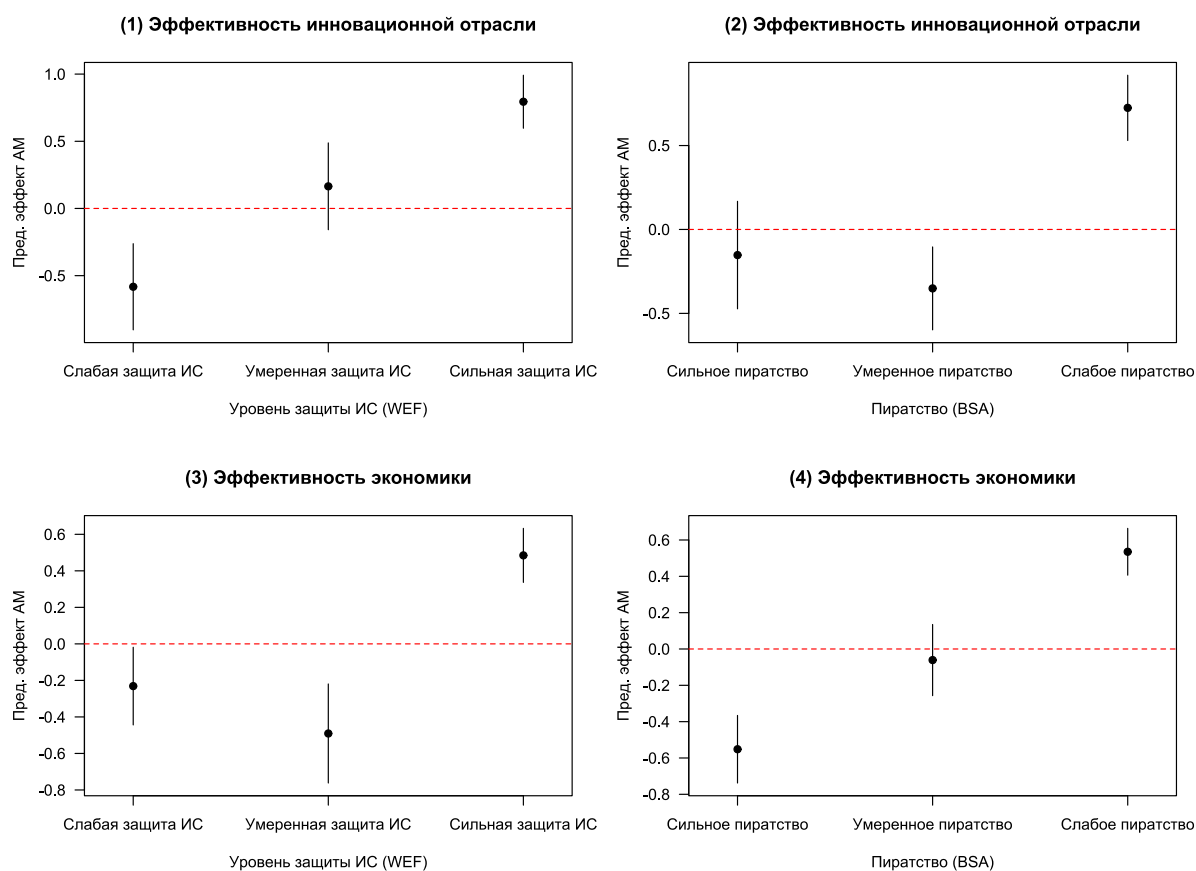 (1) Эффективность инновационной отрасли
Пред. эффект АМ
1.0
0.5
0.0
-0.5
Слабая защита ИС Умеренная защита ИС Сильная защита ИС
Уровень защиты ИС (WEF)
(2) Эффективность инновационной отрасли
Пред. эффект АМ
0.5
0.0
-0.5
Сильное пиратство Умеренное пиратство Слабое пиратство
Пиратство (BSA)
(3) Эффективность экономики
Пред. эффект АМ
0.6
0.4
0.2
0.0
-0.2
-0.4
-0.6
-0.8
Слабая защита ИС Умеренная защита ИС Сильная защита ИС
Уровень защиты ИС (WEF)
(4) Эффективность экономики
Пред. эффект АМ
0.6
0.4
0.2
0.0
-0.2
-0.4
-0.6
-0.8
Сильное пиратство Умеренное пиратство Слабое пиратство
Пиратство (BSA)